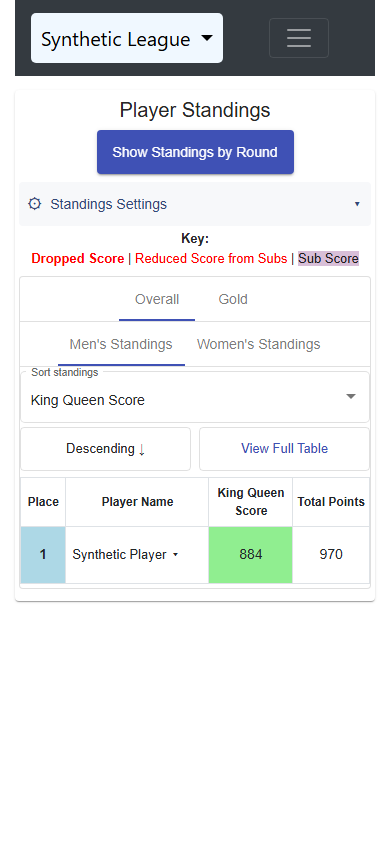 Synthetic League
Player Standings
Show Standings by Round
Standings Settings
Key:
Dropped Score | Reduced Score from Subs | Sub Score
Overall Gold
Men's Standings Women's Standings
Sort standings
King Queen Score
Descending ↓ View Full Table
Place Player Name King Queen Score Total Points
1 Synthetic Player 884 970